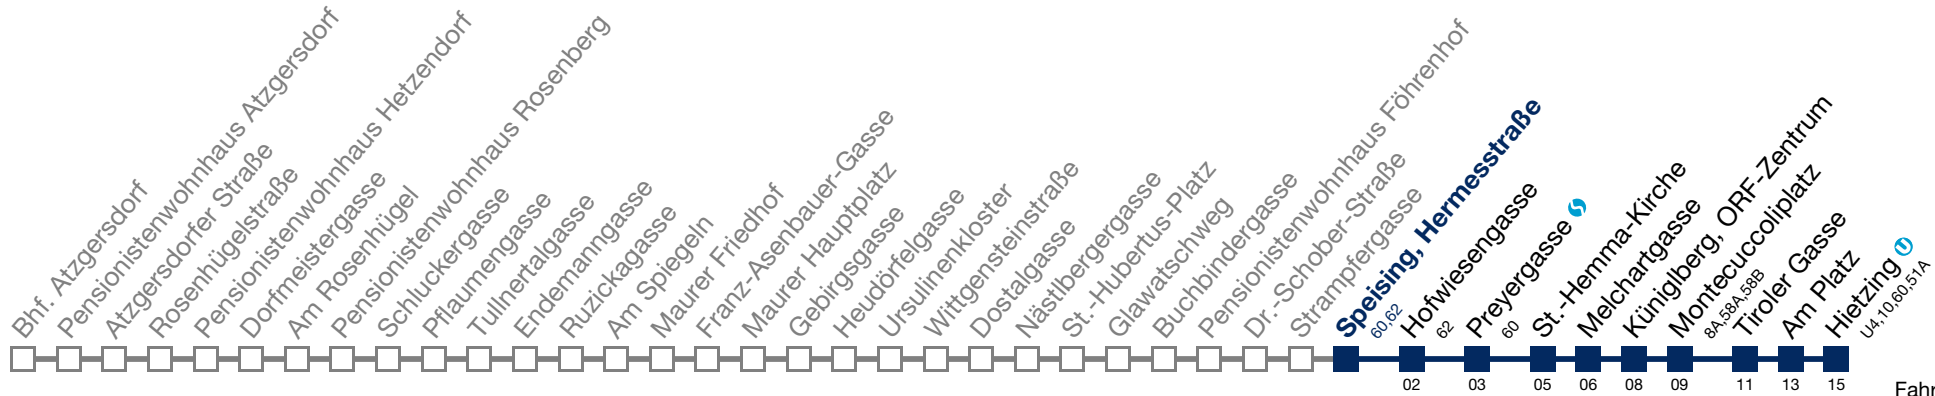 Bhf. Atzgersdorf
Pensionistenwohnhaus Atzgersdorf
Atzgersdorfer Straße
Rosenhügelstraße
Pensionistenwohnhaus Hetzendorf
Dorfmeistergasse
Am Rosenhügel
Pensionistenwohnhaus Rosenberg
Schluckergasse
Pflaumengasse
Tullnertalgasse
Endemanngasse
Ruzickagasse
Am Spiegeln
Maurer Friedhof
Franz-Asenbauer-Gasse
Maurer Hauptplatz
Gebirgsgasse
Heudörfelgasse
Ursulinenkloster
Wittgensteinstraße
Dostalgasse
Nästlbergergasse
St.-Hubertus-Platz
Glawatschweg
Buchbindergasse
Pensionistenwohnhaus Föhrenhof
Dr.-Schober-Straße
Strampfergasse
Speising, Hermesstraße
60,62
Hofwiesengasse
62
Preyergasse S
60
St.-Hemma-Kirche
Melchartgasse
Küniglberg, ORF-Zentrum
Montecuccoliplatz
8A,58A,58B
Tiroler Gasse
Am Platz
Hietzing U
U4,10,60,51A
02 03 05 06 08 09 11 13 15
Fahr